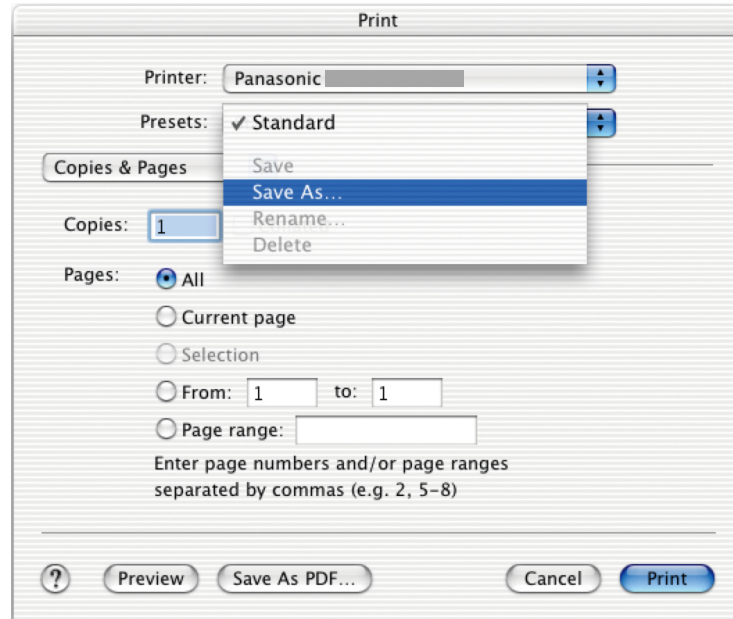 Print
Printer: Panasonic
Presets: ✓ Standard
Save
Copies & Pages
Save As...
Rename...
Copies: 1
Delete
Pages: All
Current page
Selection
From: 1 to: 1
Page range:
Enter page numbers and/or page ranges
separated by commas (e.g. 2, 5-8)
? Preview Save As PDF... Cancel Print